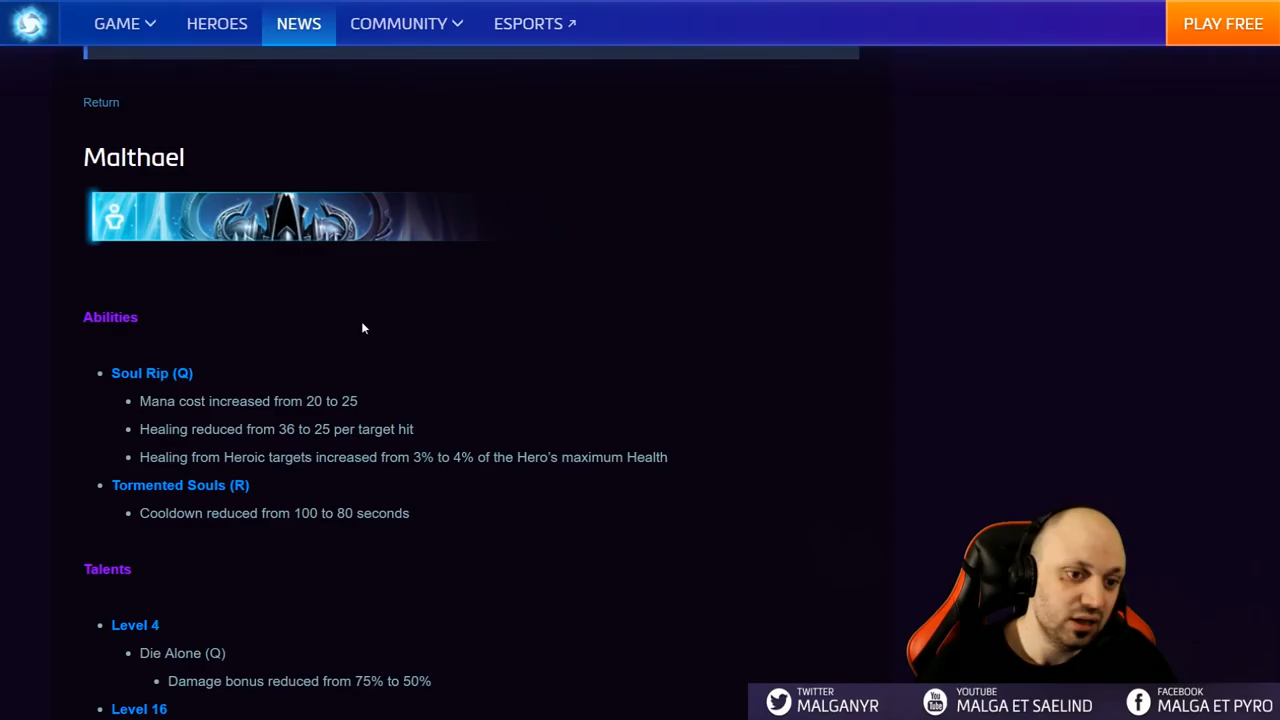 GAME HEROES NEWS COMMUNITY ESPORTS PLAY FREE
Return
Malthael
Abilities
Soul Rip (Q)
Mana cost increased from 20 to 25
Healing reduced from 36 to 25 per target hit
Healing from Heroic targets increased from 3% to 4% of the Hero’s maximum Health
Tormented Souls (R)
Cooldown reduced from 100 to 80 seconds
Talents
Level 4
Die Alone (Q)
Damage bonus reduced from 75% to 50%
Level 16
TWITTER
MALGANYR
YOUTUBE
MALGA ET SAELIND
FACEBOOK
MALGA ET PYRO